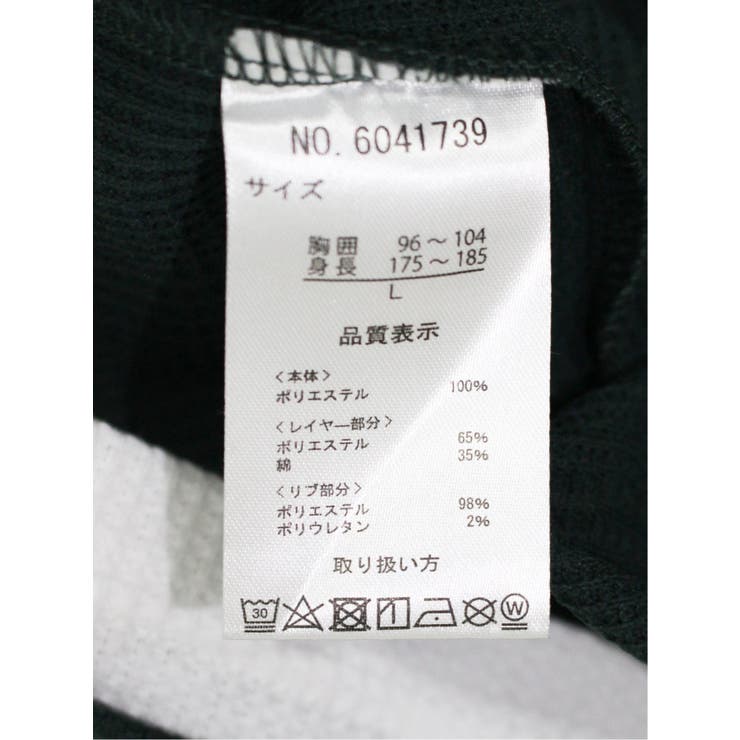 NO. 6041739
サイズ
胸囲 96～104
身長 175～185
L
品質表示
＜本体＞
ポリエステル 100%
＜レイヤー部分＞
ポリエステル 65%
綿 35%
＜リブ部分＞
ポリエステル 98%
ポリウレタン 2%
取り扱い方
30
W